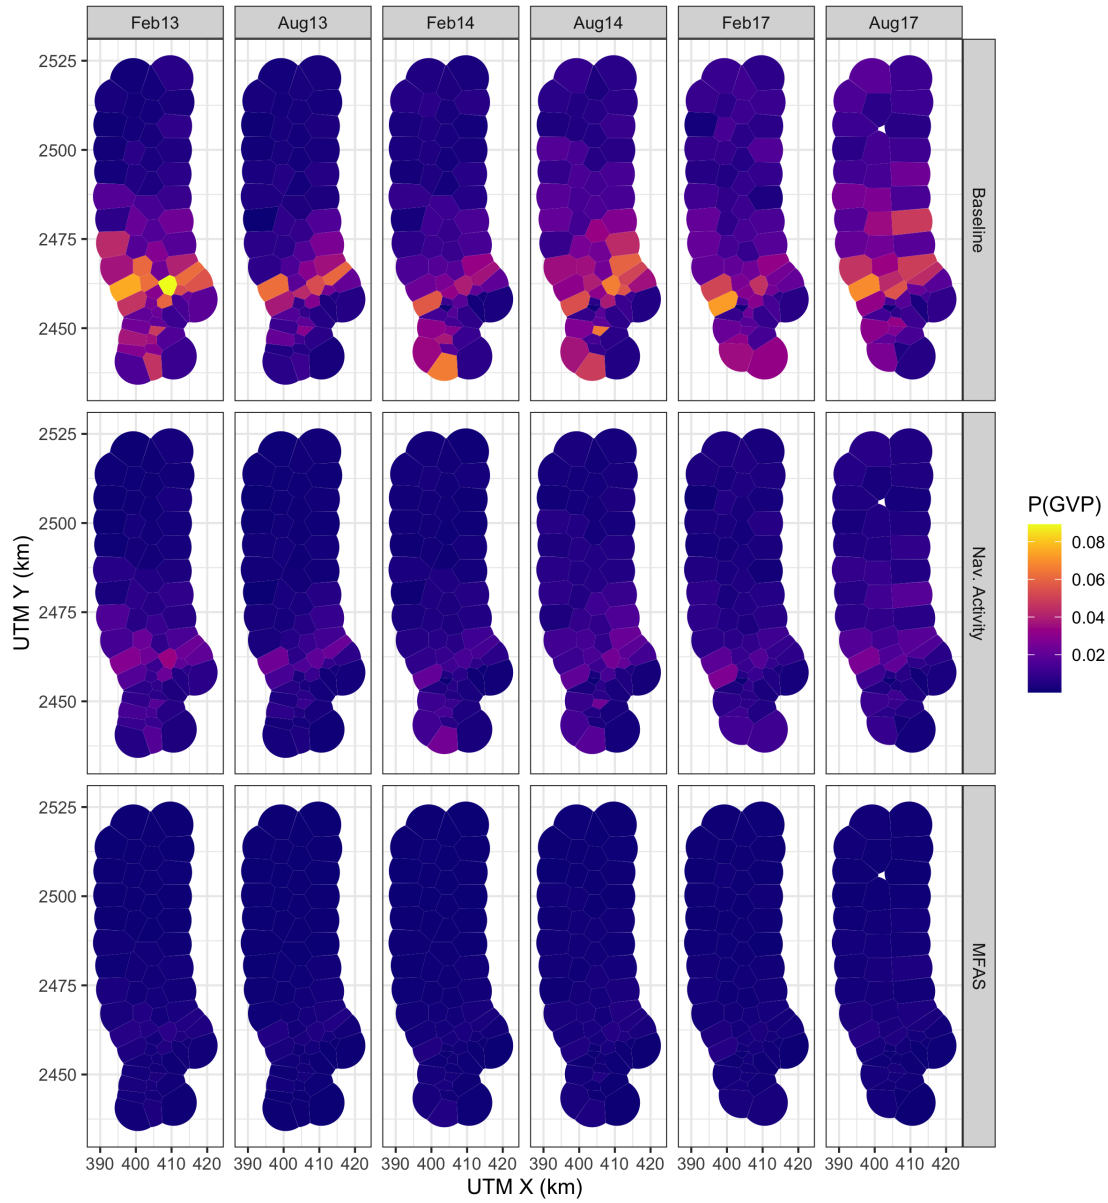 Feb13 Aug13 Feb14 Aug14 Feb17 Aug17
2525
2500
2475
2450
Baseline
2525
2500
2475
2450
Nav. Activity
2525
2500
2475
2450
MFAS
UTM Y (km)
390 400 410 420 390 400 410 420 390 400 410 420 390 400 410 420 390 400 410 420 390 400 410 420
UTM X (km)
P(GVP)
0.08
0.06
0.04
0.02